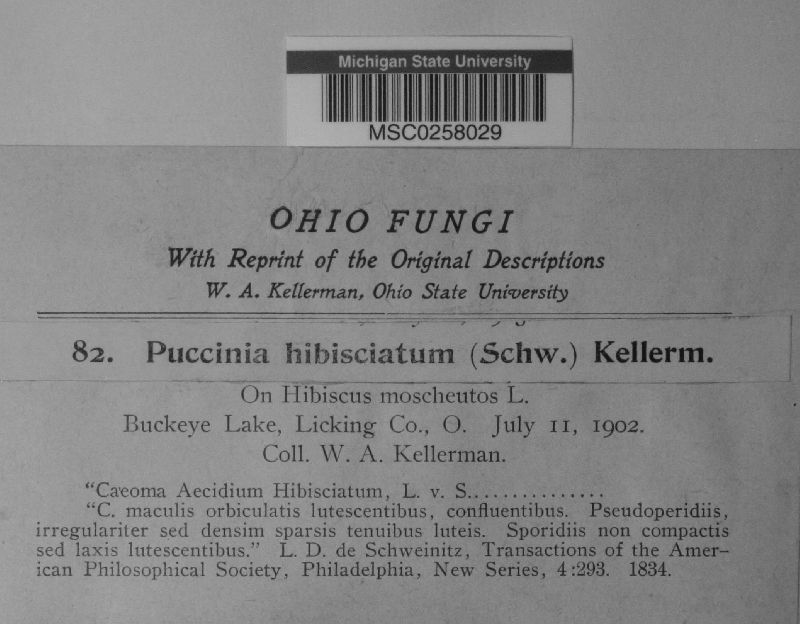 Michigan State University
MSC0258029
OHIO FUNGI
With Reprint of the Original Descriptions
W. A. Kellerman, Ohio State University
82. Puccinia hibisciatum (Schw.) Kellerm.
On Hibiscus moscheutos L.
Buckeye Lake, Licking Co., O. July 11, 1902.
Coll. W. A. Kellerman.
"Caeoma Aecidium Hibisciatum, L. v. S...............
"C. maculis orbiculatis lutescentibus, confluentibus. Pseudoperidiis,
irregulariter sed densim sparsis tenuibus luteis. Sporidiis non compactis
sed laxis lutescentibus." L. D. de Schweinitz, Transactions of the Amer-
ican Philosophical Society, Philadelphia, New Series, 4:293. 1834.